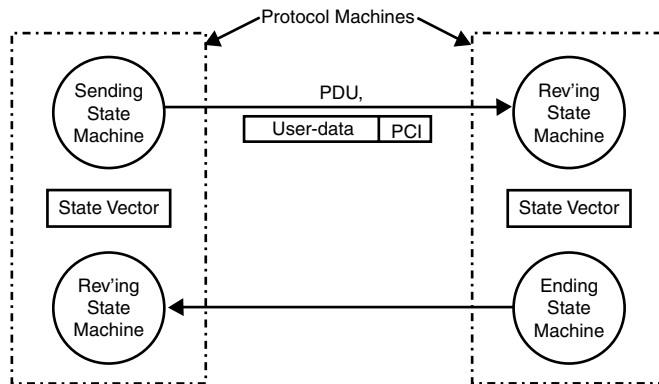 Protocol Machines
Sending
State
Machine
PDU,
User-data PCI
Rev'ing
State
Machine
State Vector
State Vector
Rev'ing
State
Machine
Ending
State
Machine